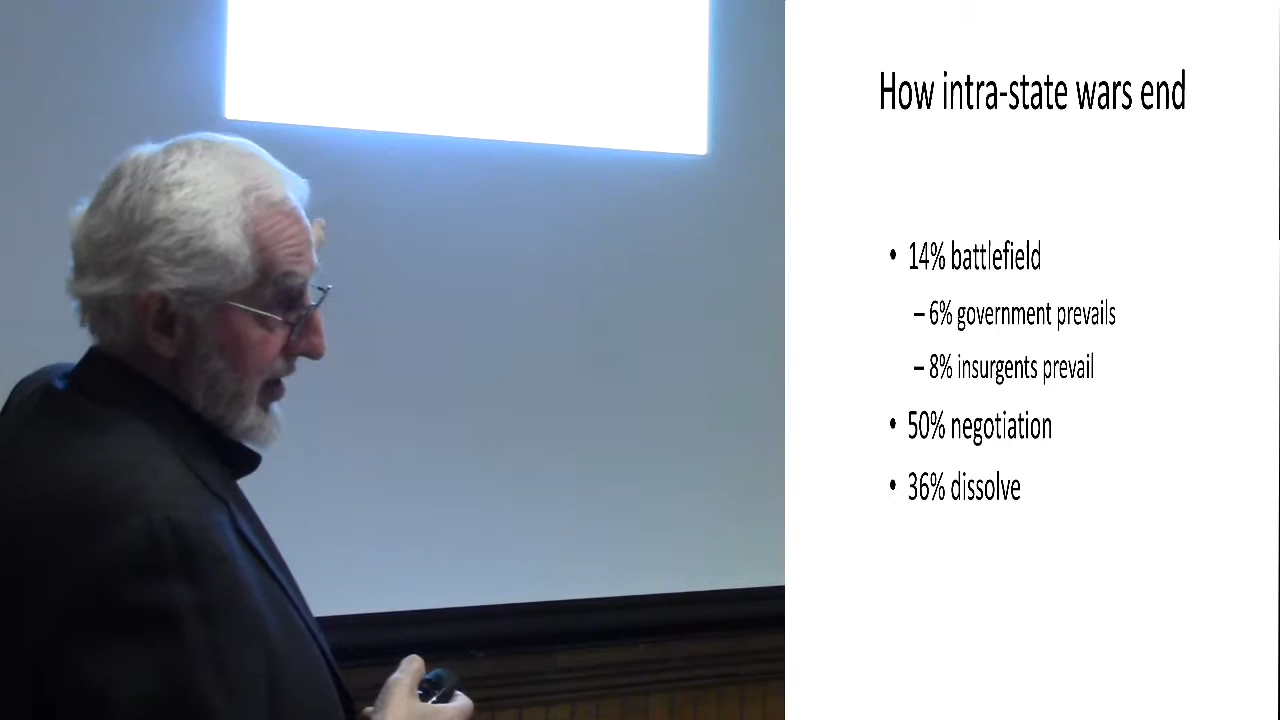 How intra-state wars end
• 14% battlefield
– 6% government prevails
– 8% insurgents prevail
• 50% negotiation
• 36% dissolve